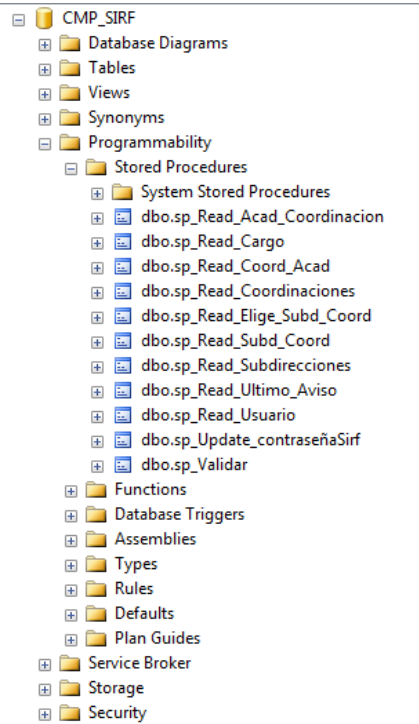 CMP_SIRF
Database Diagrams
Tables
Views
Synonyms
Programmability
Stored Procedures
System Stored Procedures
dbo.sp_Read_Acad_Coordinacion
dbo.sp_Read_Cargo
dbo.sp_Read_Coord_Acad
dbo.sp_Read_Coordinaciones
dbo.sp_Read_Elige_Subd_Coord
dbo.sp_Read_Subd_Coord
dbo.sp_Read_Subdirecciones
dbo.sp_Read_Ultimo_Aviso
dbo.sp_Read_Usuario
dbo.sp_Update_contraseñaSirf
dbo.sp_Validar
Functions
Database Triggers
Assemblies
Types
Rules
Defaults
Plan Guides
Service Broker
Storage
Security